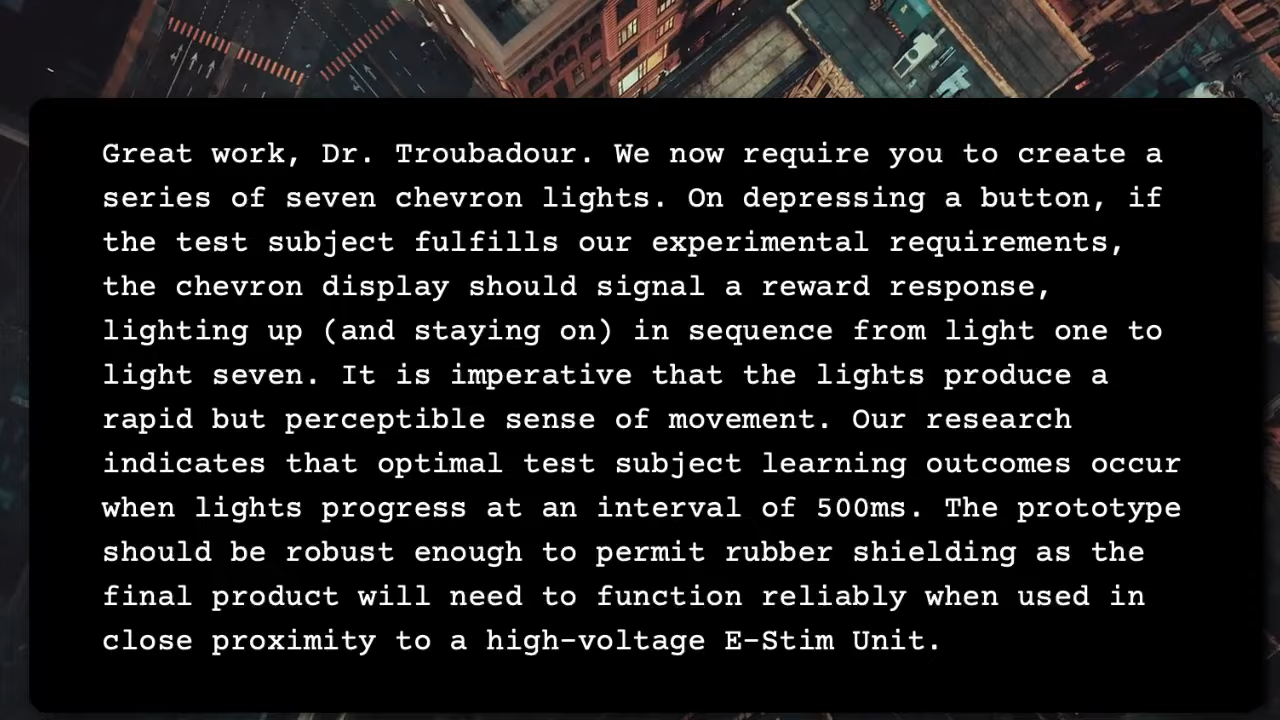 Great work, Dr. Troubadour. We now require you to create a
series of seven chevron lights. On depressing a button, if
the test subject fulfills our experimental requirements,
the chevron display should signal a reward response,
lighting up (and staying on) in sequence from light one to
light seven. It is imperative that the lights produce a
rapid but perceptible sense of movement. Our research
indicates that optimal test subject learning outcomes occur
when lights progress at an interval of 500ms. The prototype
should be robust enough to permit rubber shielding as the
final product will need to function reliably when used in
close proximity to a high-voltage E-Stim Unit.